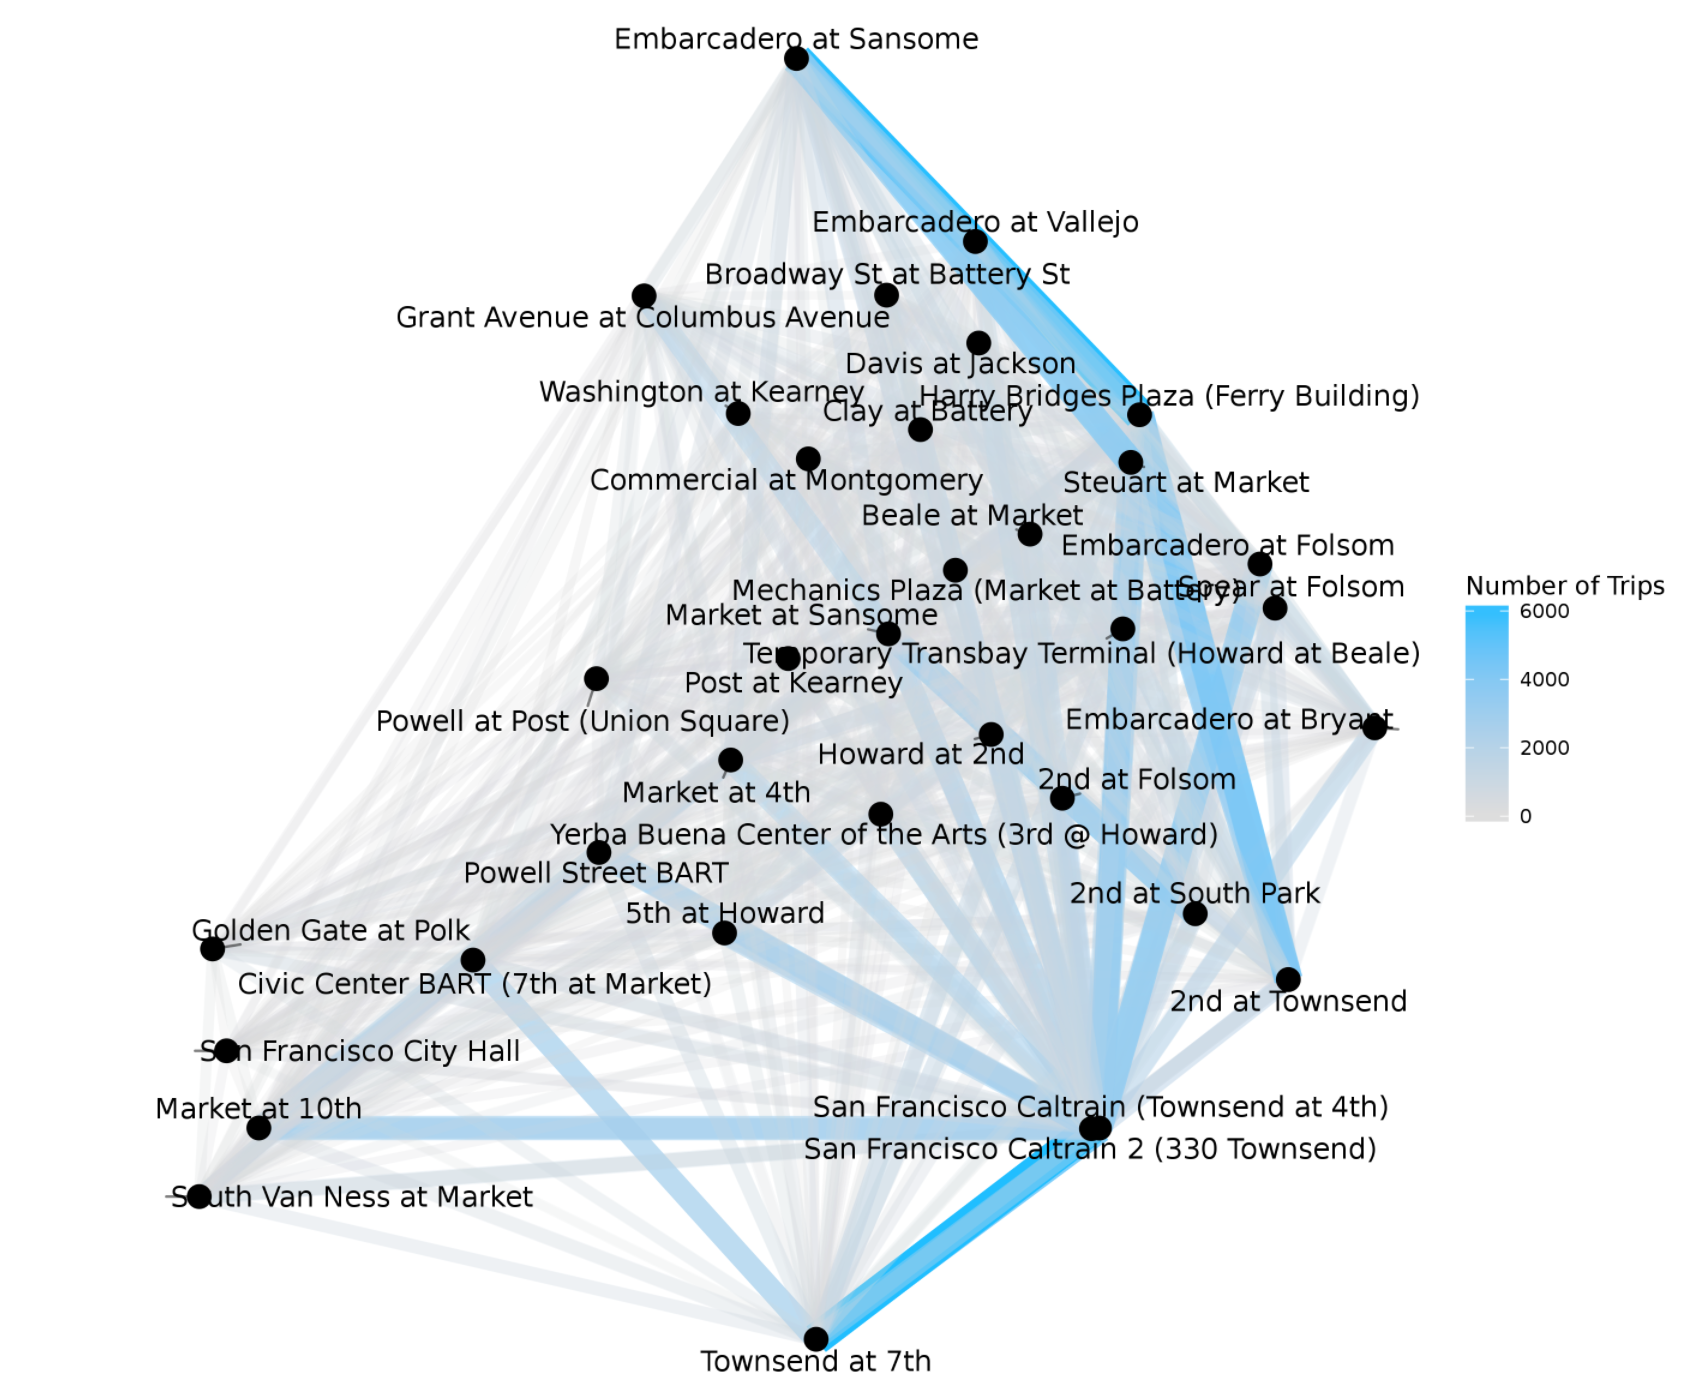 Embarcadero at Sansome
Embarcadero at Vallejo
Broadway St at Battery St
Grant Avenue at Columbus Avenue
Davis at Jackson
Washington at Kearney
Harry Bridges Plaza (Ferry Building)
Clay at Battery
Commercial at Montgomery
Steuart at Market
Beale at Market
Embarcadero at Folsom
Mechanics Plaza (Market at Battery)
Spear at Folsom
Market at Sansome
Temporary Transbay Terminal (Howard at Beale)
Post at Kearney
Powell at Post (Union Square)
Embarcadero at Bryant
Howard at 2nd
2nd at Folsom
Market at 4th
Yerba Buena Center of the Arts (3rd @ Howard)
Powell Street BART
2nd at South Park
5th at Howard
Golden Gate at Polk
Civic Center BART (7th at Market)
2nd at Townsend
San Francisco City Hall
Market at 10th
San Francisco Caltrain (Townsend at 4th)
San Francisco Caltrain 2 (330 Townsend)
South Van Ness at Market
Townsend at 7th
Number of Trips
6000
4000
2000
0